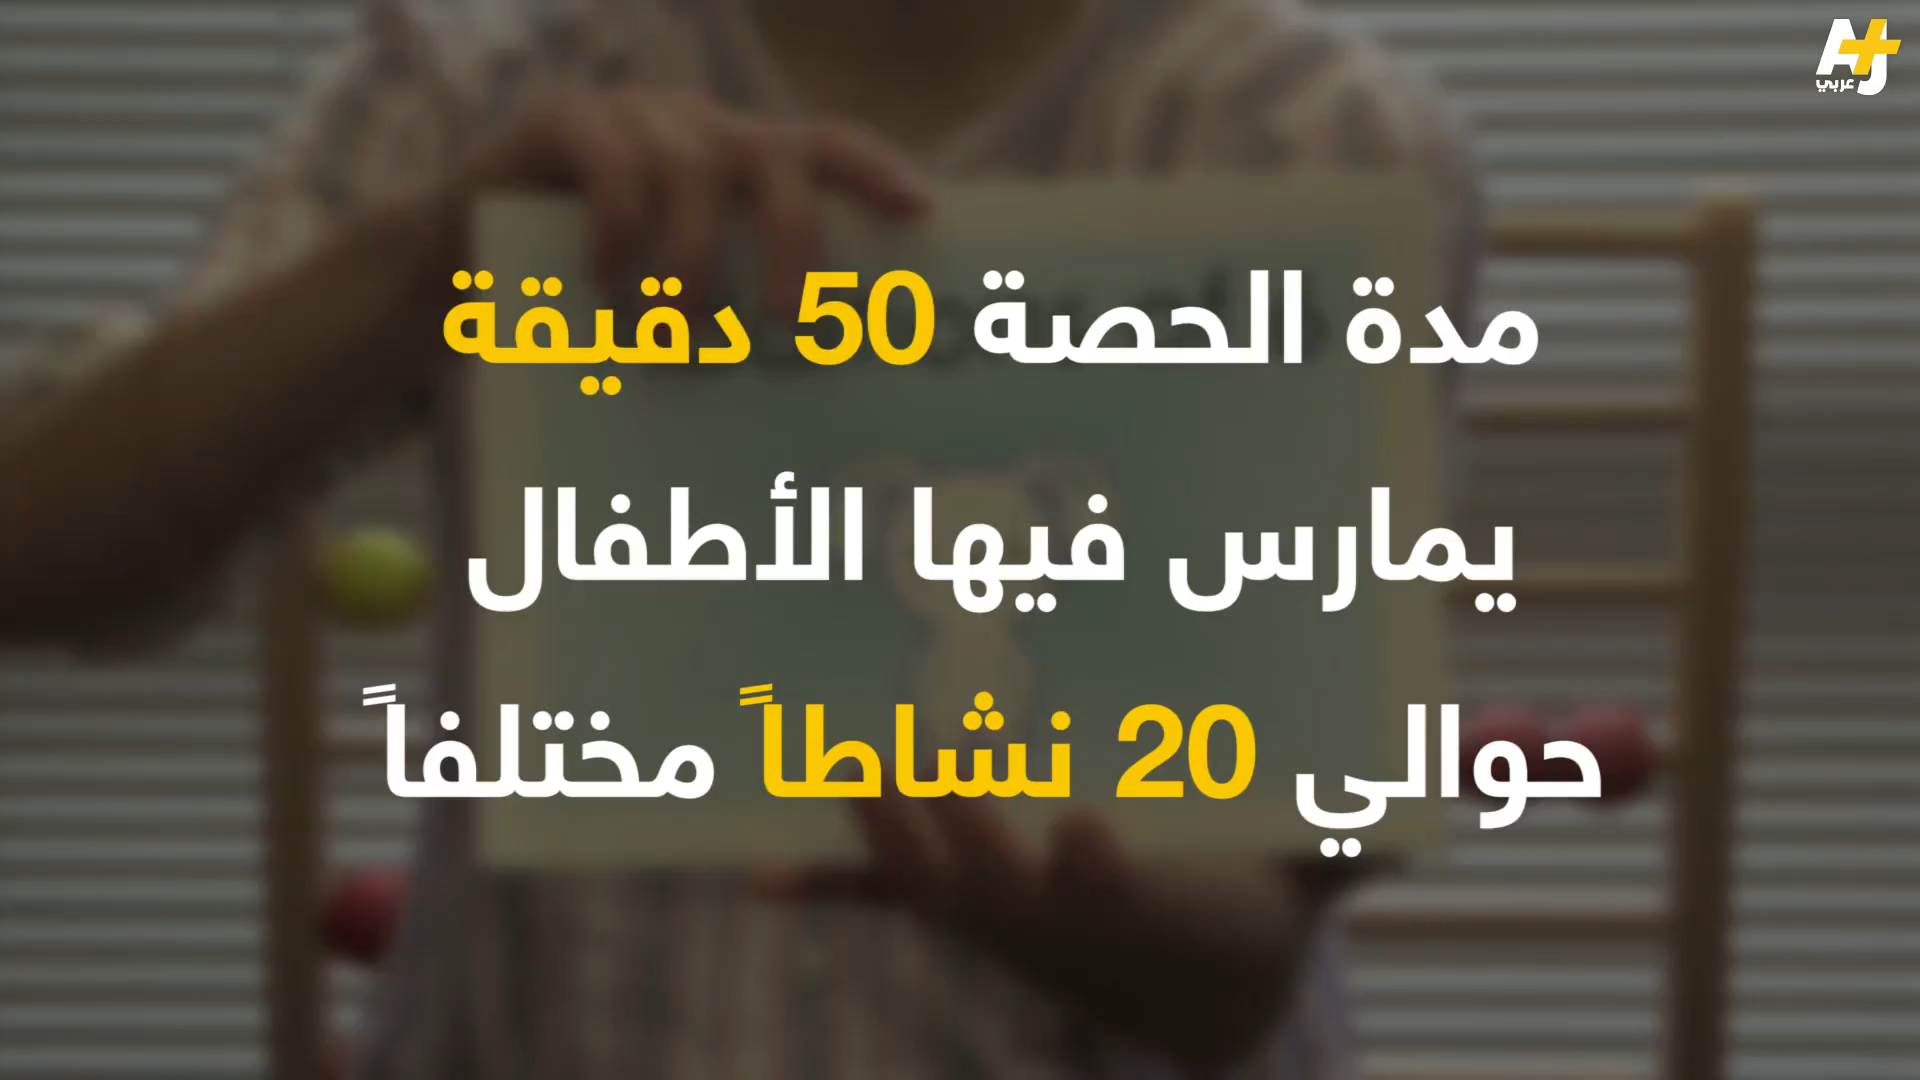 عربي
مدة الحصة 50 دقيقة
يمارس فيها الأطفال
حوالي 20 نشاطاً مختلفاً